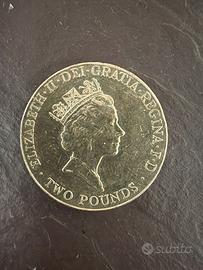 ELIZABETH · II · DEI · GRATIA · REGINA · F · D ·
TWO POUNDS
subito